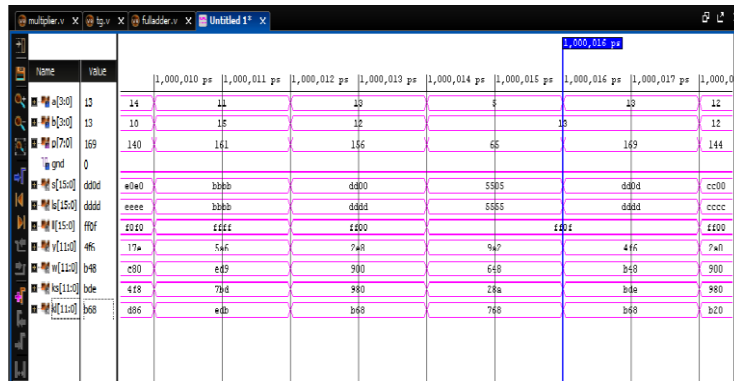 multiplier.v X tg.v X fulladder.v X Untitled 1* X
1,000,016 ps
Name Value
1,000,010 ps 1,000,011 ps 1,000,012 ps 1,000,013 ps 1,000,014 ps 1,000,015 ps 1,000,016 ps 1,000,017 ps 1,000,0
a[3:0] 13 14 11 13 5 13 12
b[3:0] 13 10 15 12 13 12
p[7:0] 169 140 161 156 65 169 144
gnd 0
s[15:0] dd0d e0e0 bbbb dd00 5505 dd0d cc00
ls[15:0] dddd eeee bbbb dddd 5555 dddd cccc
ll[15:0] ff0f f0f0 ffff ff00 ff0f ff00
v[11:0] 4f6 17e 5a6 2e8 9a2 4f6 2a0
w[11:0] b48 c80 ed9 900 648 b48 900
ks[11:0] bde 4f8 7bd 980 28a bde 980
kl[11:0] b68 d86 edb b68 768 b68 b20